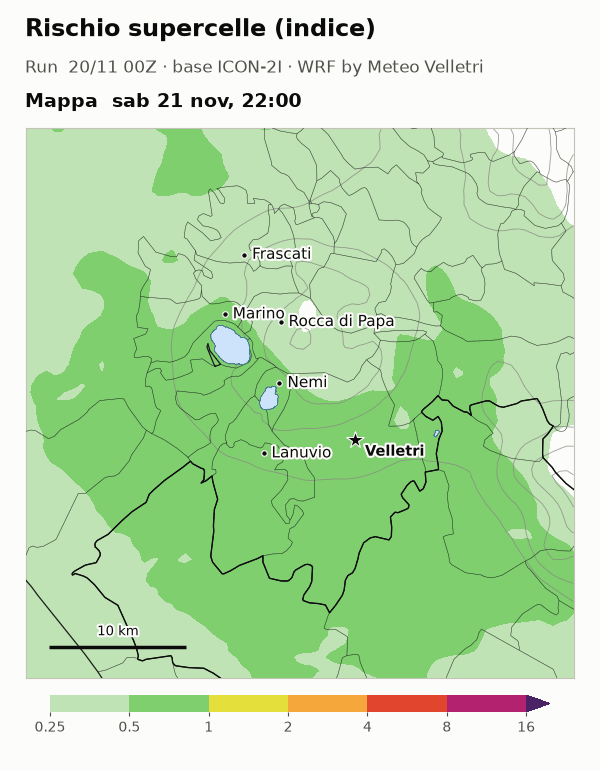 Rischio supercelle (indice)
Run  20/11 00Z · base ICON-2I · WRF by Meteo Velletri
Mappa  sab 21 nov, 22:00
Frascati
Marino
Rocca di Papa
Nemi
Velletri
Lanuvio
10 km
0.25 0.5 1 2 4 8 16